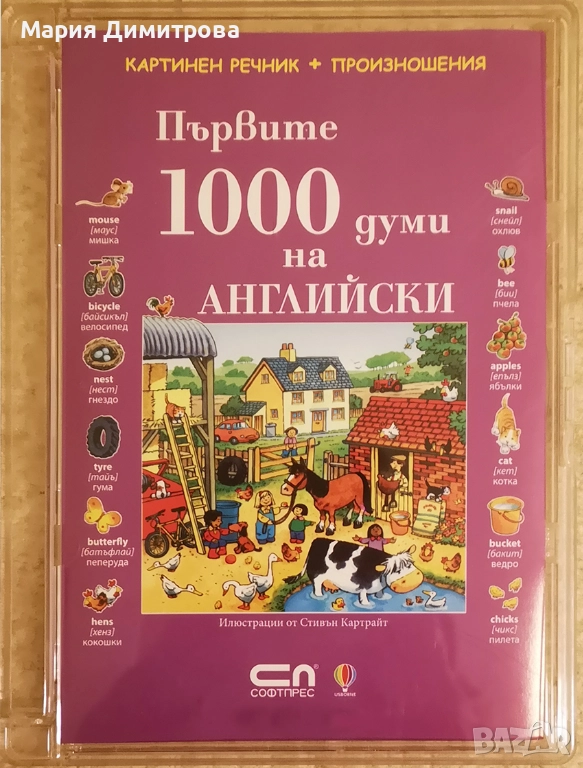 Мария Димитрова
КАРТИНЕН РЕЧНИК + ПРОИЗНОШЕНИЯ
Първите
1000 думи
на
АНГЛИЙСКИ
mouse
[маус]
мишка
bicycle
[байсикъл]
велосипед
nest
[нест]
гнездо
tyre
[тайъ]
гума
butterfly
[батъфлай]
пеперуда
hens
[хенз]
кокошки
snail
[снейл]
охлюв
bee
[бии]
пчела
apples
[епълз]
ябълки
cat
[кет]
котка
bucket
[бакит]
ведро
chicks
[чикс]
пилета
Илюстрации от Стивън Картрайт
СП®
СОФТПРЕС
USBORNE
BAZAR